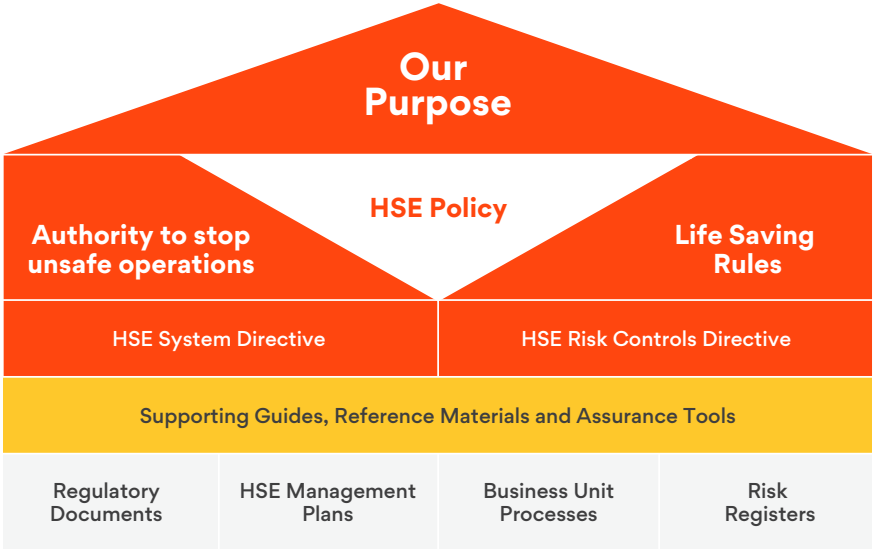 Our
Purpose
HSE Policy
Authority to stop
unsafe operations
Life Saving
Rules
HSE System Directive
HSE Risk Controls Directive
Supporting Guides, Reference Materials and Assurance Tools
Regulatory
Documents
HSE Management
Plans
Business Unit
Processes
Risk
Registers